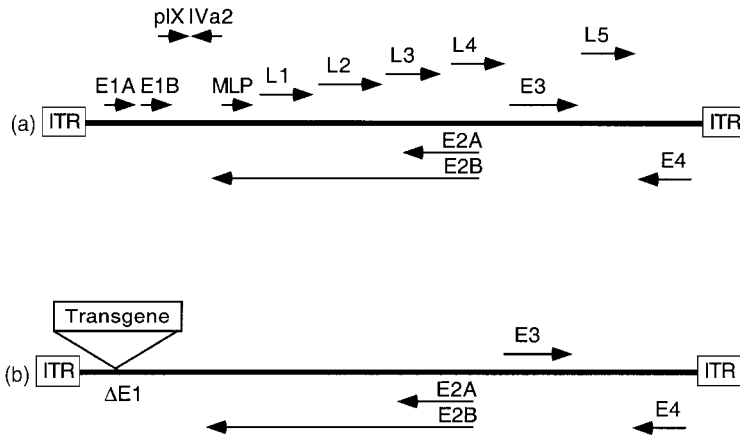 pIX IVa2
E1A E1B MLP L1 L2 L3 L4 E3 L5
(a) ITR ITR
E2A
E2B E4
Transgene
E3
(b) ITR ITR
ΔE1
E2A
E2B E4